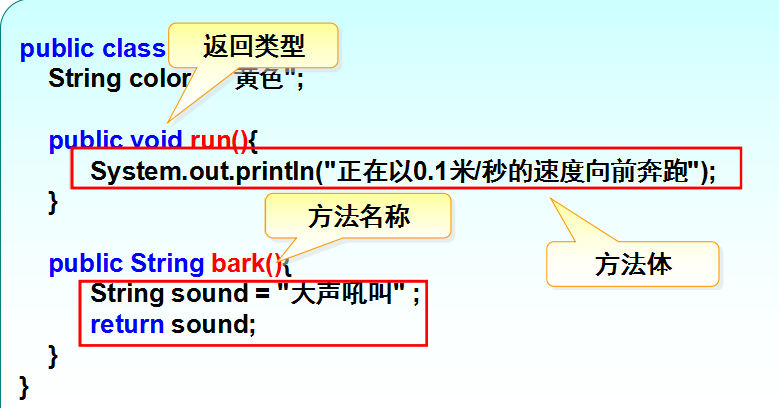 public class
返回类型
String color 黄色";
public void run(){
System.out.println("正在以0.1米/秒的速度向前奔跑");
}
方法名称
方法体
public String bark(){
String sound = "大声吼叫" ;
return sound;
}
}